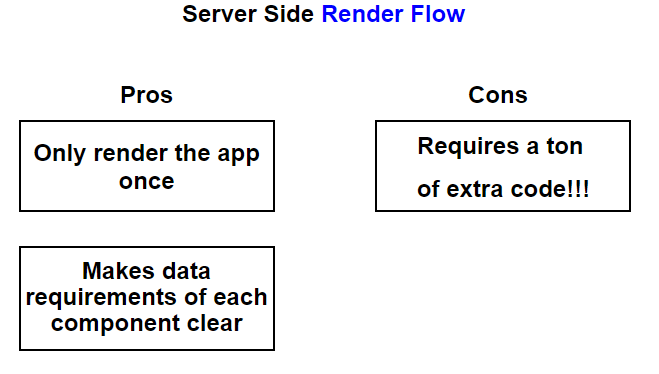 Server Side Render Flow
Pros
Only render the app
once
Makes data
requirements of each
component clear
Cons
Requires a ton
of extra code!!!